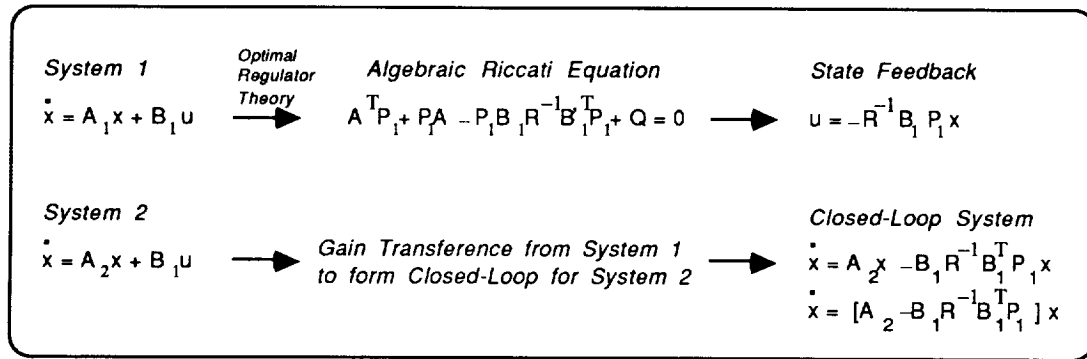 System 1
ẋ = A₁x + B₁u
Optimal
Regulator
Theory
Algebraic Riccati Equation
AᵀP₁ + P₁A – P₁B₁R⁻¹B₁ᵀP₁ + Q = 0
State Feedback
u = –R⁻¹B₁P₁x
System 2
ẋ = A₂x + B₁u
Gain Transference from System 1
to form Closed-Loop for System 2
Closed-Loop System
ẋ = A₂x –B₁R⁻¹B₁ᵀP₁x
ẋ = [A₂ –B₁R⁻¹B₁ᵀP₁] x